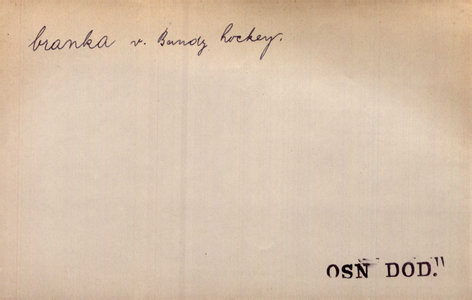 branka v. Bandy hockey.
OSN DOD."